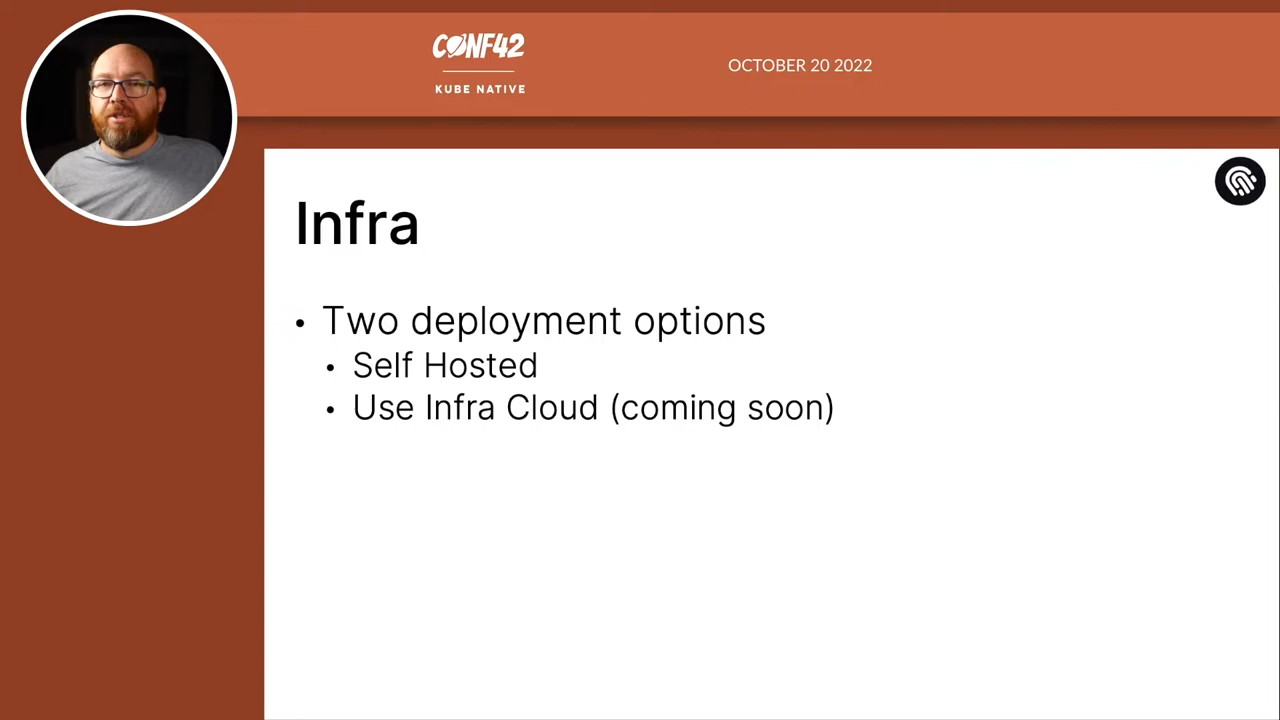 CONF42
KUBE NATIVE
OCTOBER 20 2022
Infra
• Two deployment options
• Self Hosted
• Use Infra Cloud (coming soon)